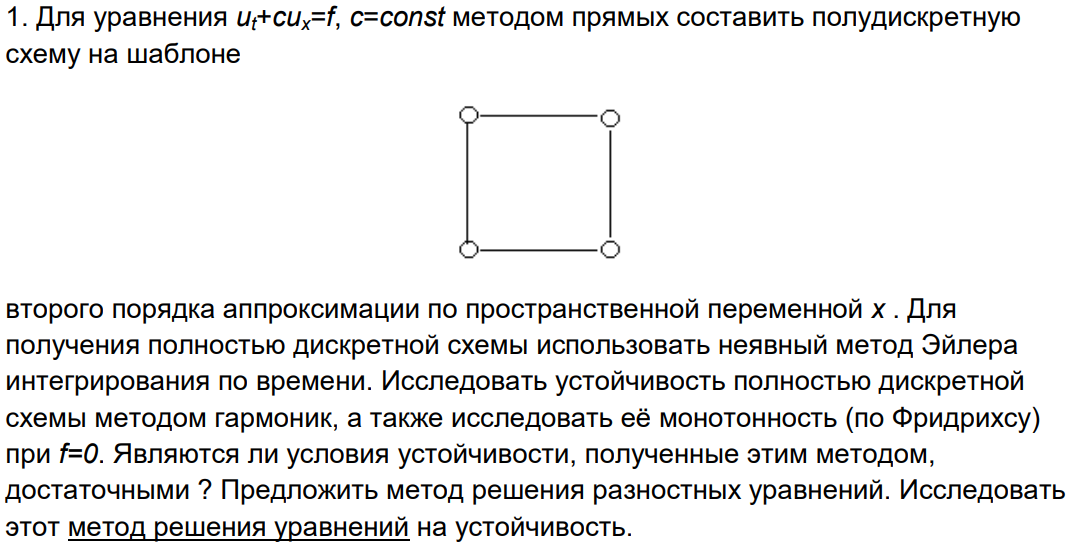 1. Для уравнения uₜ+cuₓ=f, c=const методом прямых составить полудискретную
схему на шаблоне
второго порядка аппроксимации по пространственной переменной x . Для
получения полностью дискретной схемы использовать неявный метод Эйлера
интегрирования по времени. Исследовать устойчивость полностью дискретной
схемы методом гармоник, а также исследовать её монотонность (по Фридрихсу)
при f=0. Являются ли условия устойчивости, полученные этим методом,
достаточными ? Предложить метод решения разностных уравнений. Исследовать
этот метод решения уравнений на устойчивость.